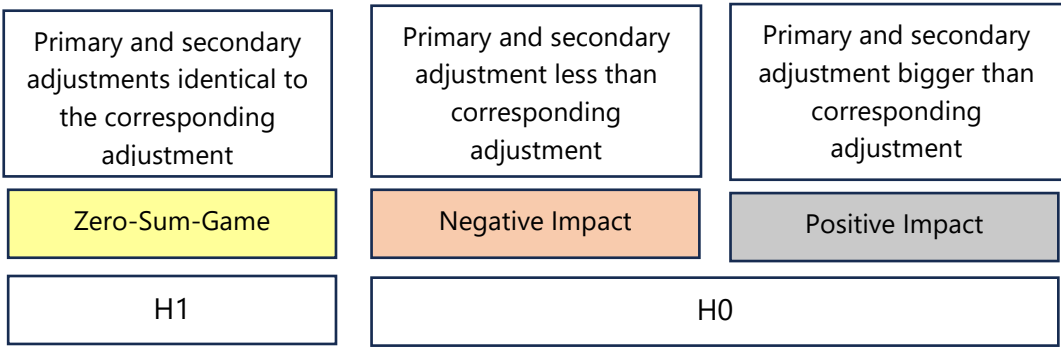 Primary and secondary
adjustments identical to
the corresponding
adjustment
Primary and secondary
adjustment less than
corresponding
adjustment
Primary and secondary
adjustment bigger than
corresponding
adjustment
Zero-Sum-Game
Negative Impact
Positive Impact
H1
H0